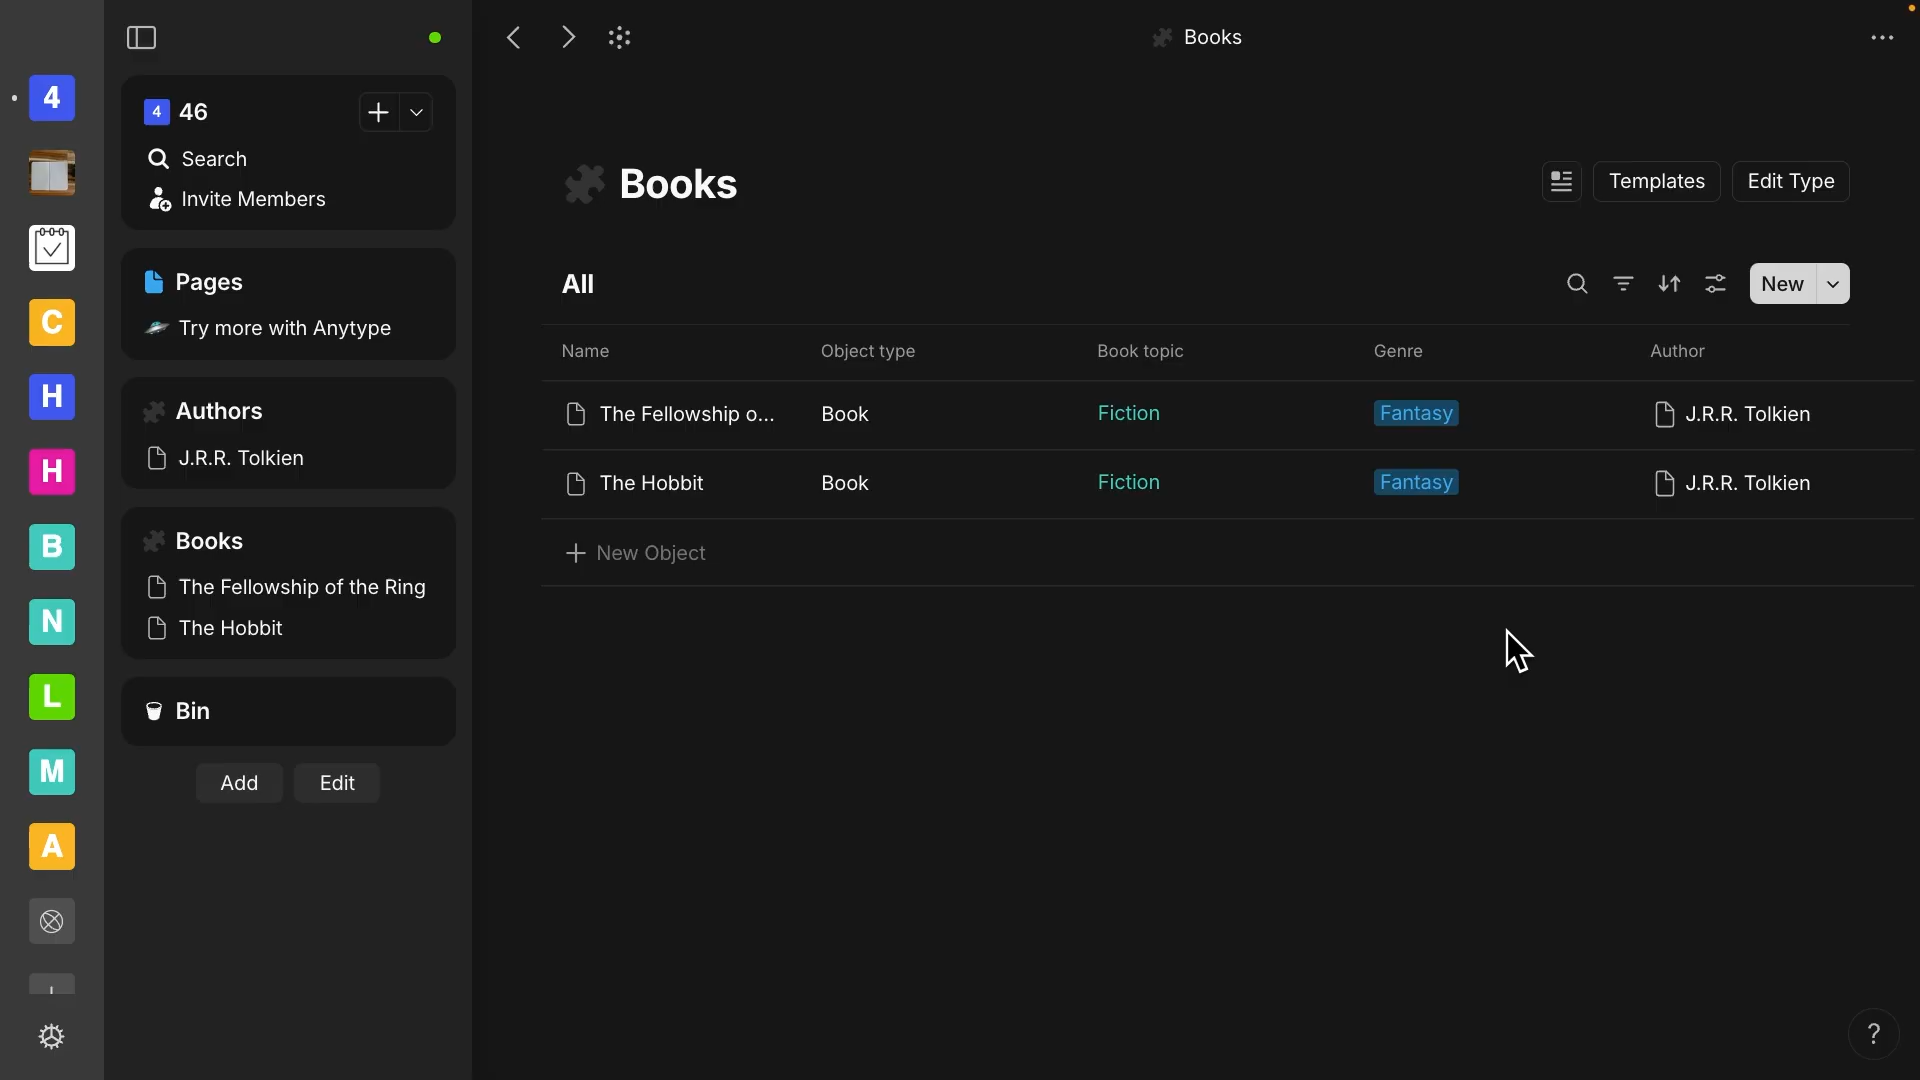 Books
4
46
Search
Invite Members
Pages
Try more with Anytype
Authors
J.R.R. Tolkien
Books
The Fellowship of the Ring
The Hobbit
Bin
Add Edit
4
C
H
H
B
N
L
M
A
Books
Templates
Edit Type
All
New
Name Object type Book topic Genre Author
The Fellowship o... Book Fiction Fantasy J.R.R. Tolkien
The Hobbit Book Fiction Fantasy J.R.R. Tolkien
New Object
?